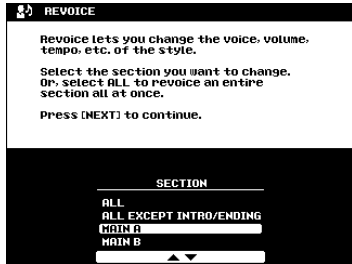 REVOICE
Revoice lets you change the voice, volume,
tempo, etc. of the style.
Select the section you want to change.
Or, select ALL to revoice an entire
section all at once.
Press [NEXT] to continue.
SECTION
ALL
ALL EXCEPT INTRO/ENDING
MAIN A
MAIN B